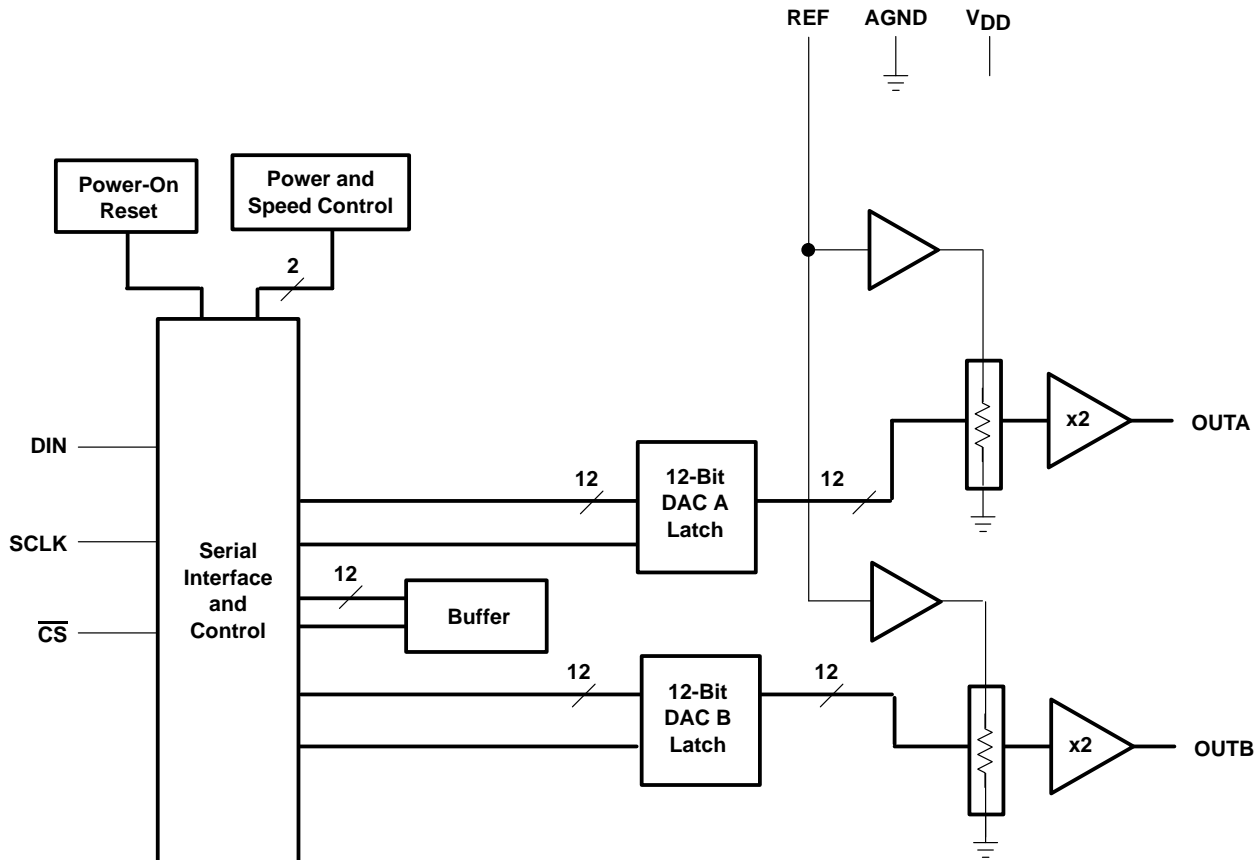 REF AGND VDD
Power-On
Reset
Power and
Speed Control
2
DIN
SCLK
CS
Serial
Interface
and
Control
12
12-Bit
DAC A
Latch
12
x2
OUTA
12
Buffer
12
12-Bit
DAC B
Latch
12
x2
OUTB